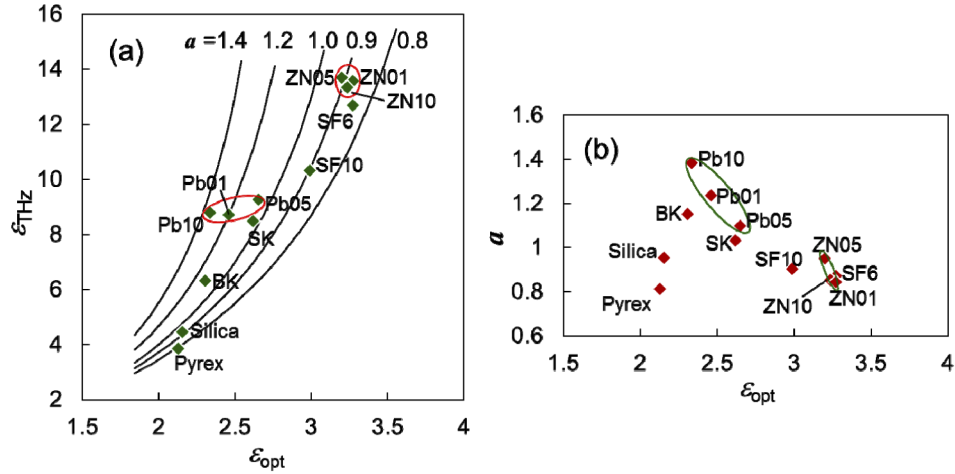 (a)
a =1.4 1.2 1.0 0.9 0.8
ZN05 ZN01
ZN10
SF6
SF10
Pb01
Pb10
Pb05
SK
BK
Silica
Pyrex
16
14
12
10
8
6
4
2
1.5 2 2.5 3 3.5 4
εTHz
εopt
(b)
Pb10
Pb01
BK
Pb05
SK
Silica
SF10
ZN05
SF6
Pyrex
ZN10
ZN01
1.6
1.4
1.2
1
0.8
0.6
1.5 2 2.5 3 3.5 4
a
εopt